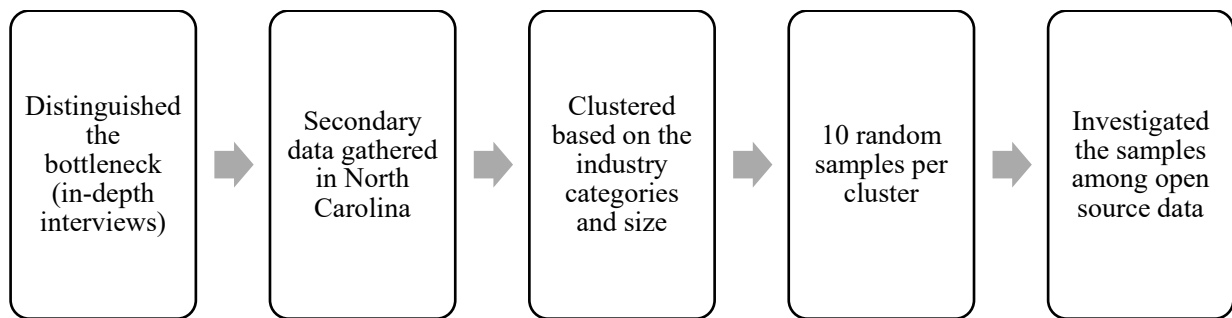 Distinguished
the
bottleneck
(in-depth
interviews)
Secondary
data gathered
in North
Carolina
Clustered
based on the
industry
categories
and size
10 random
samples per
cluster
Investigated
the samples
among open
source data